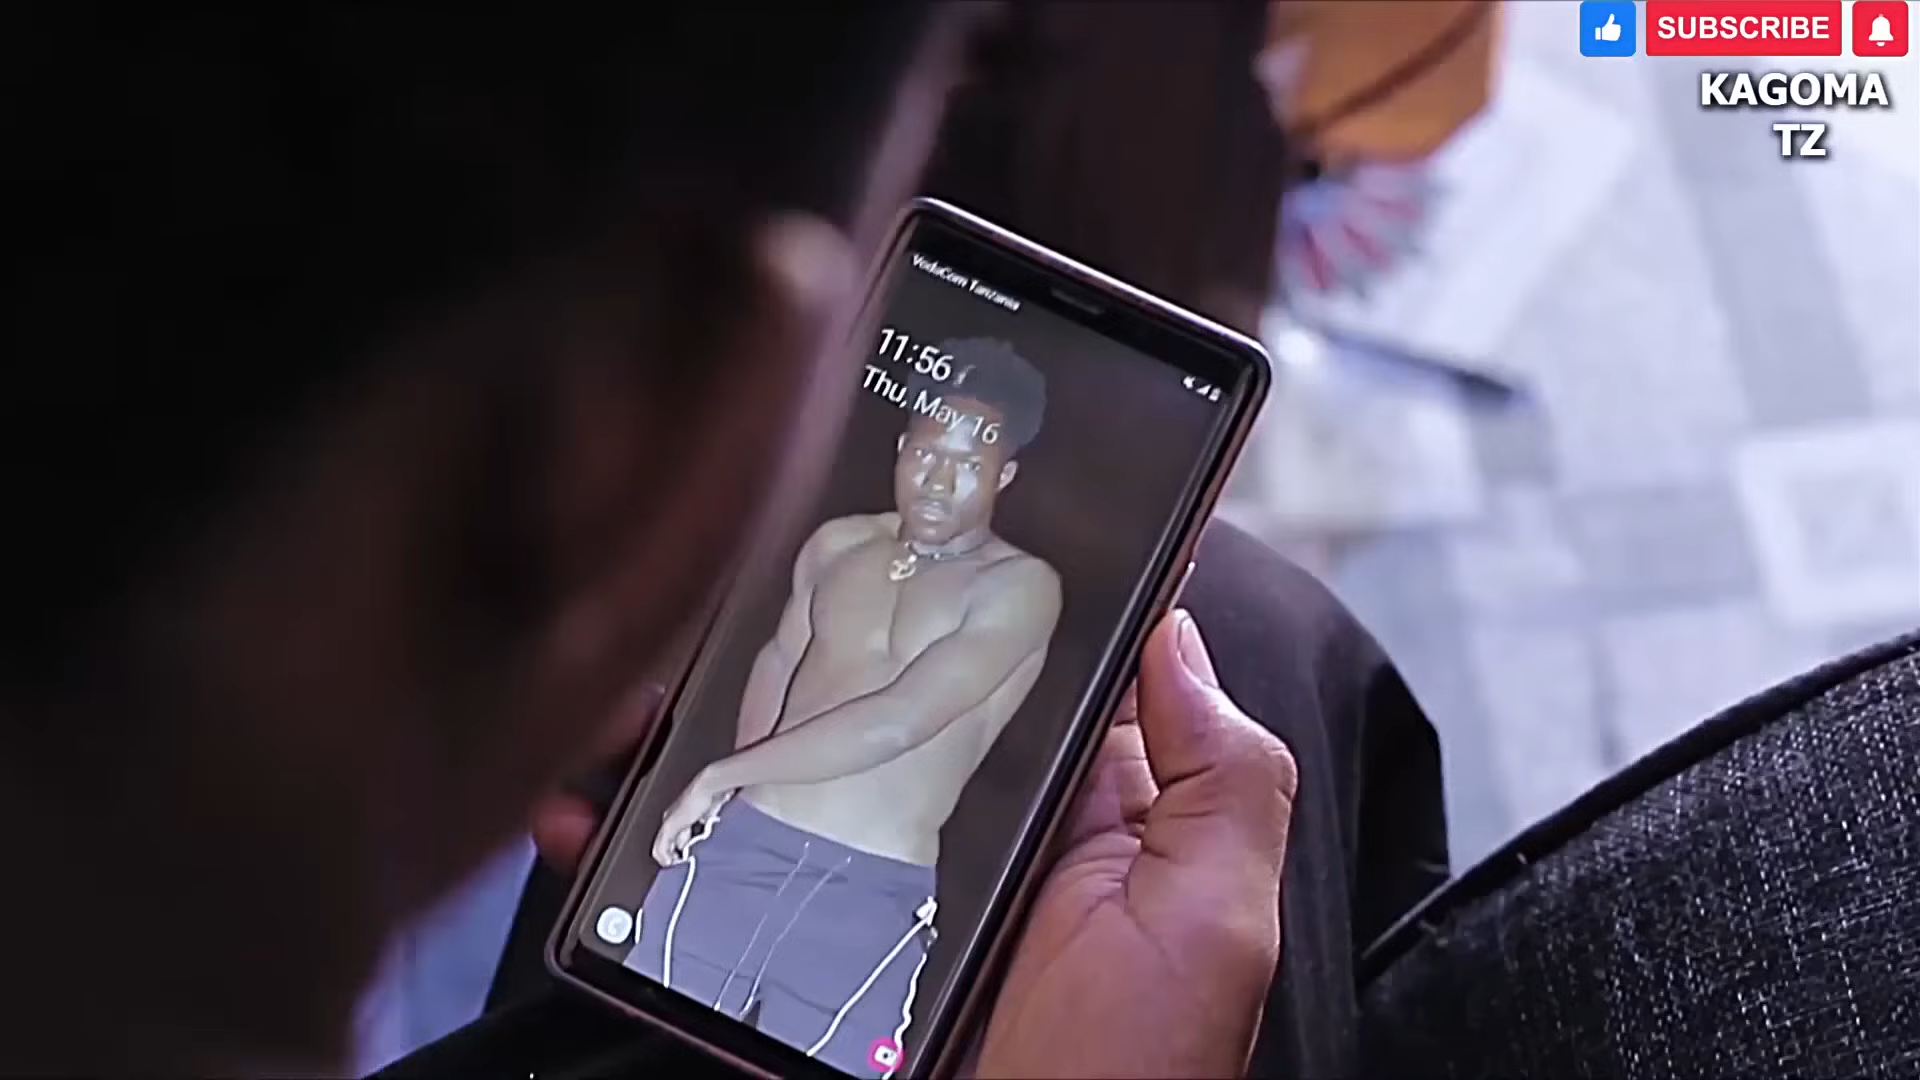 SUBSCRIBE
KAGOMA
TZ
VodaCom Tanzania
11:56
Thu, May 16